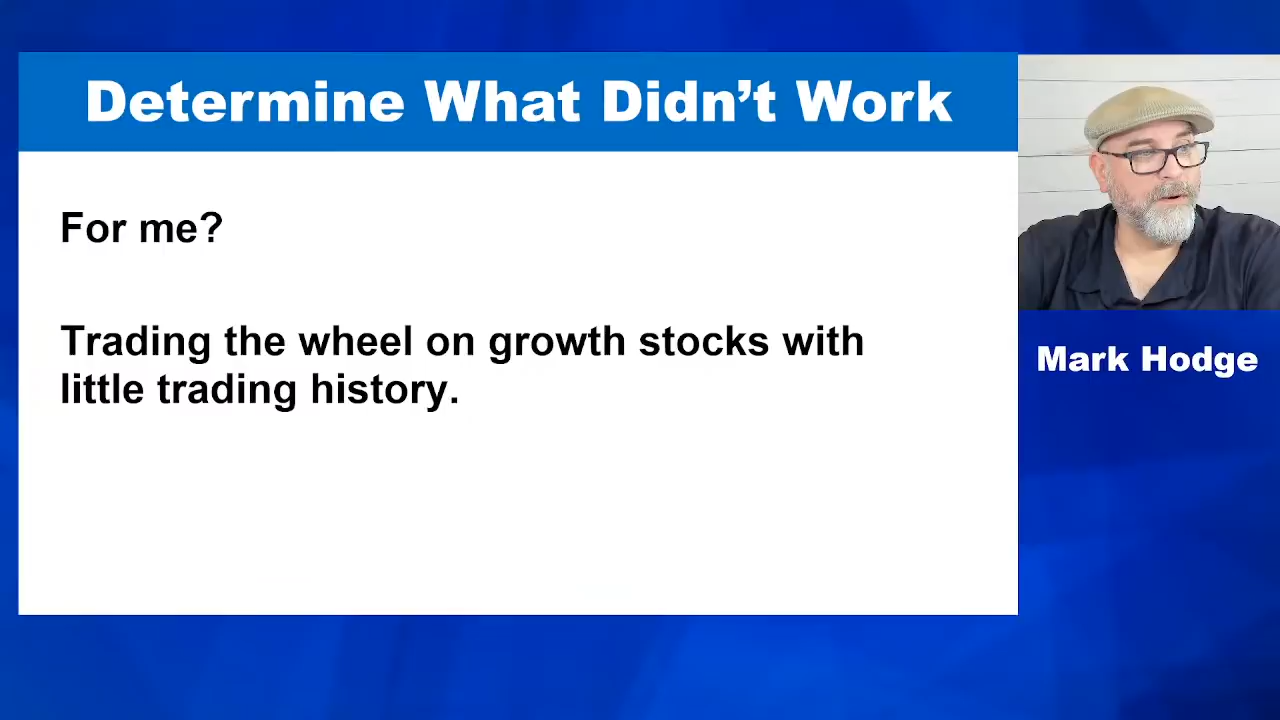 Determine What Didn’t Work
For me?
Trading the wheel on growth stocks with
little trading history.
Mark Hodge